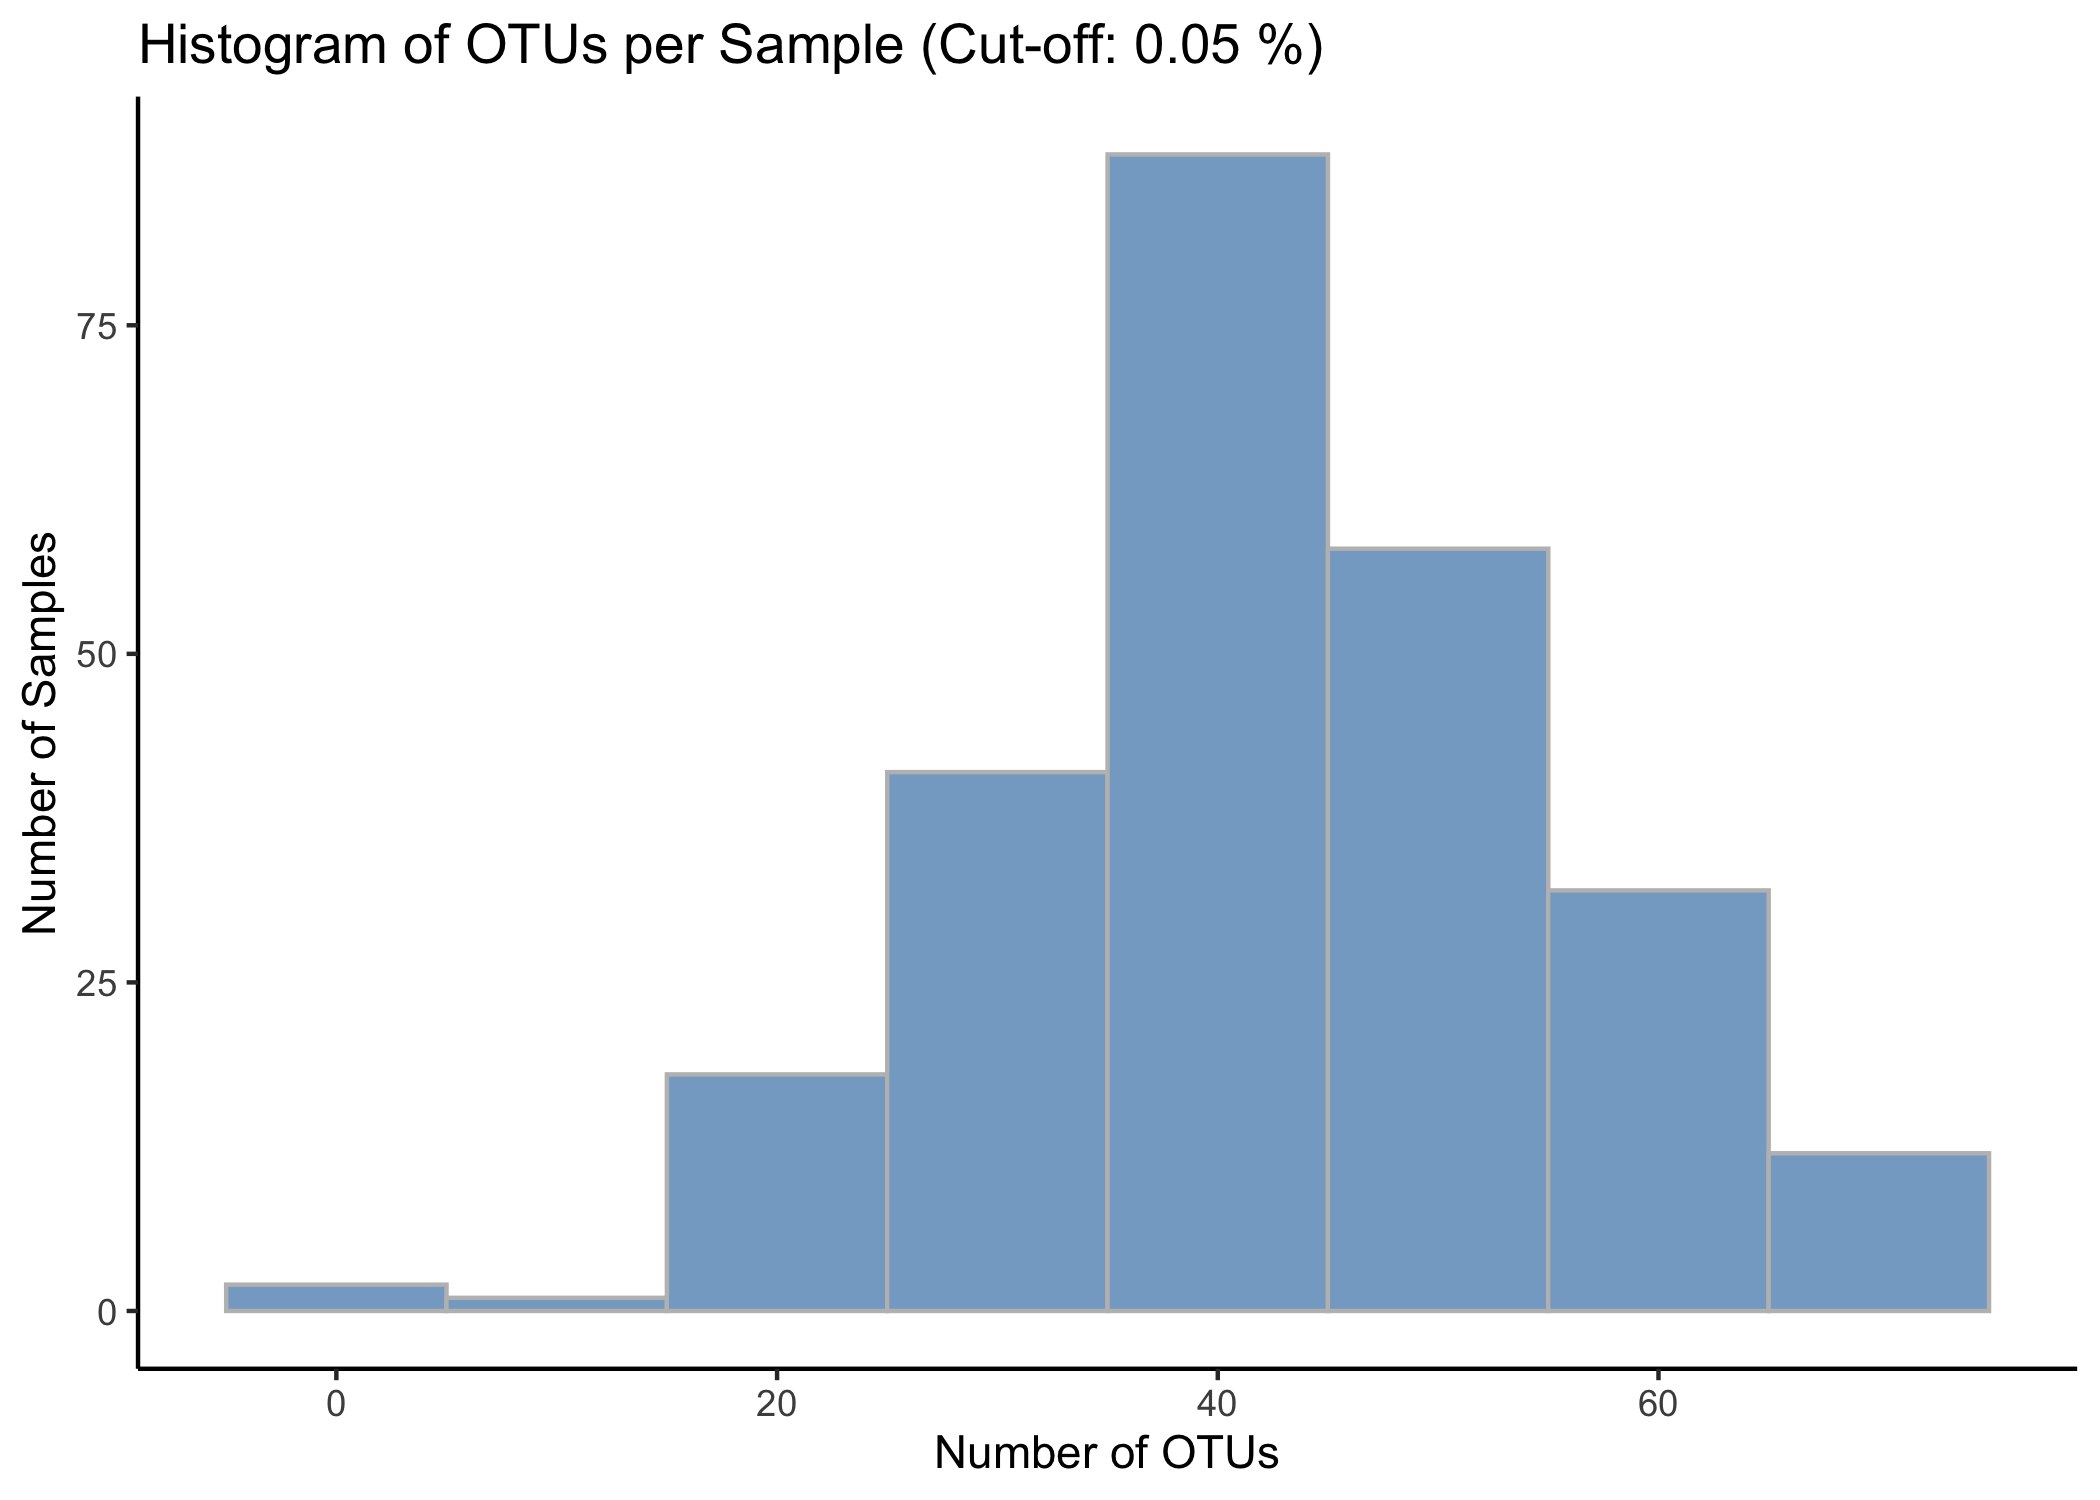 Histogram of OTUs per Sample (Cut-off: 0.05 %)
Number of Samples
75
50
25
0
0 20 40 60
Number of OTUs